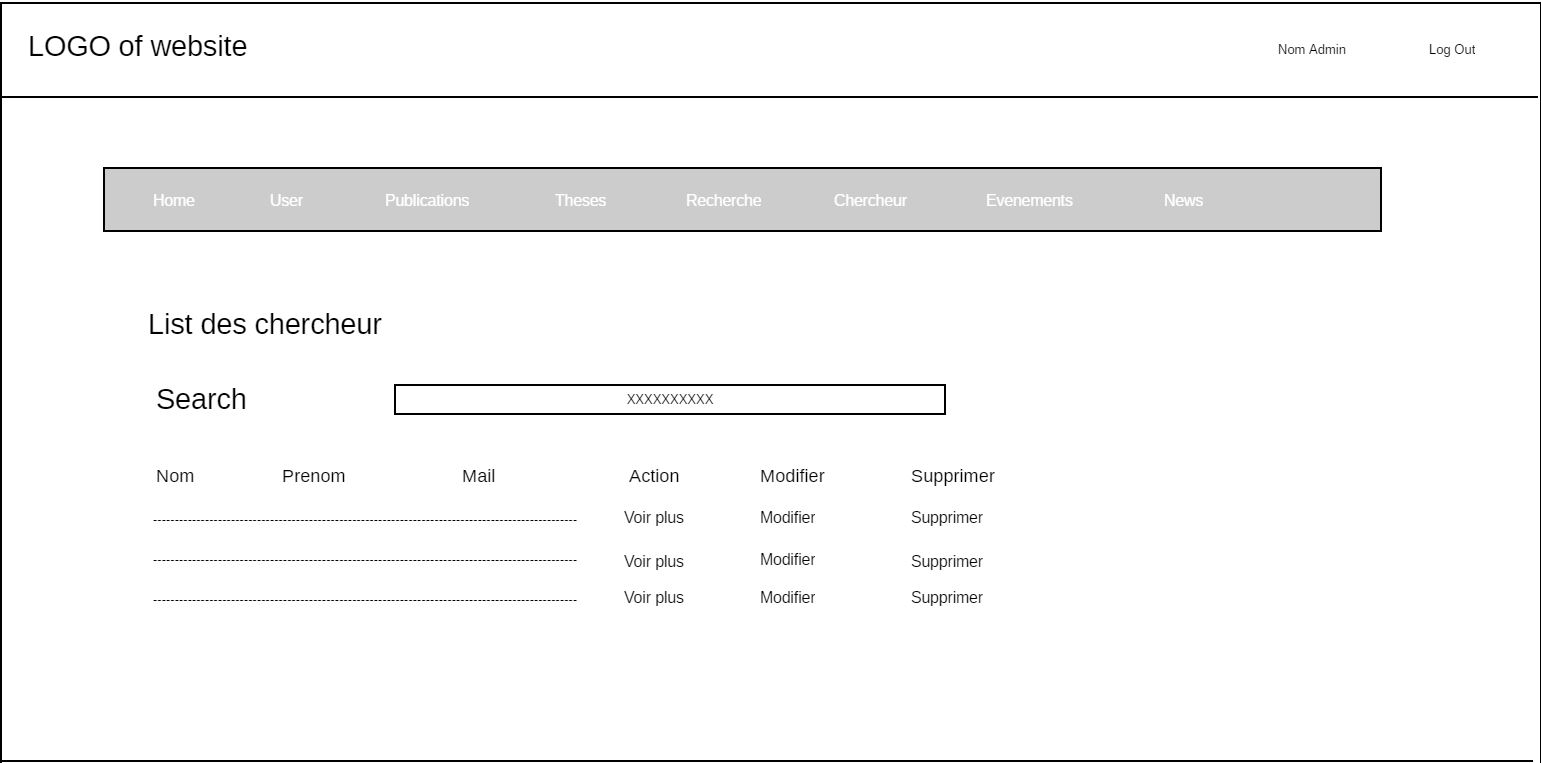 LOGO of website Nom Admin Log Out
Home User Publications Theses Recherche Chercheur Evenements News
List des chercheur
Search XXXXXXXXXX
Nom Prenom Mail Action Modifier Supprimer
-------------------------------------------------------------------------------------------------- Voir plus Modifier Supprimer
-------------------------------------------------------------------------------------------------- Voir plus Modifier Supprimer
-------------------------------------------------------------------------------------------------- Voir plus Modifier Supprimer